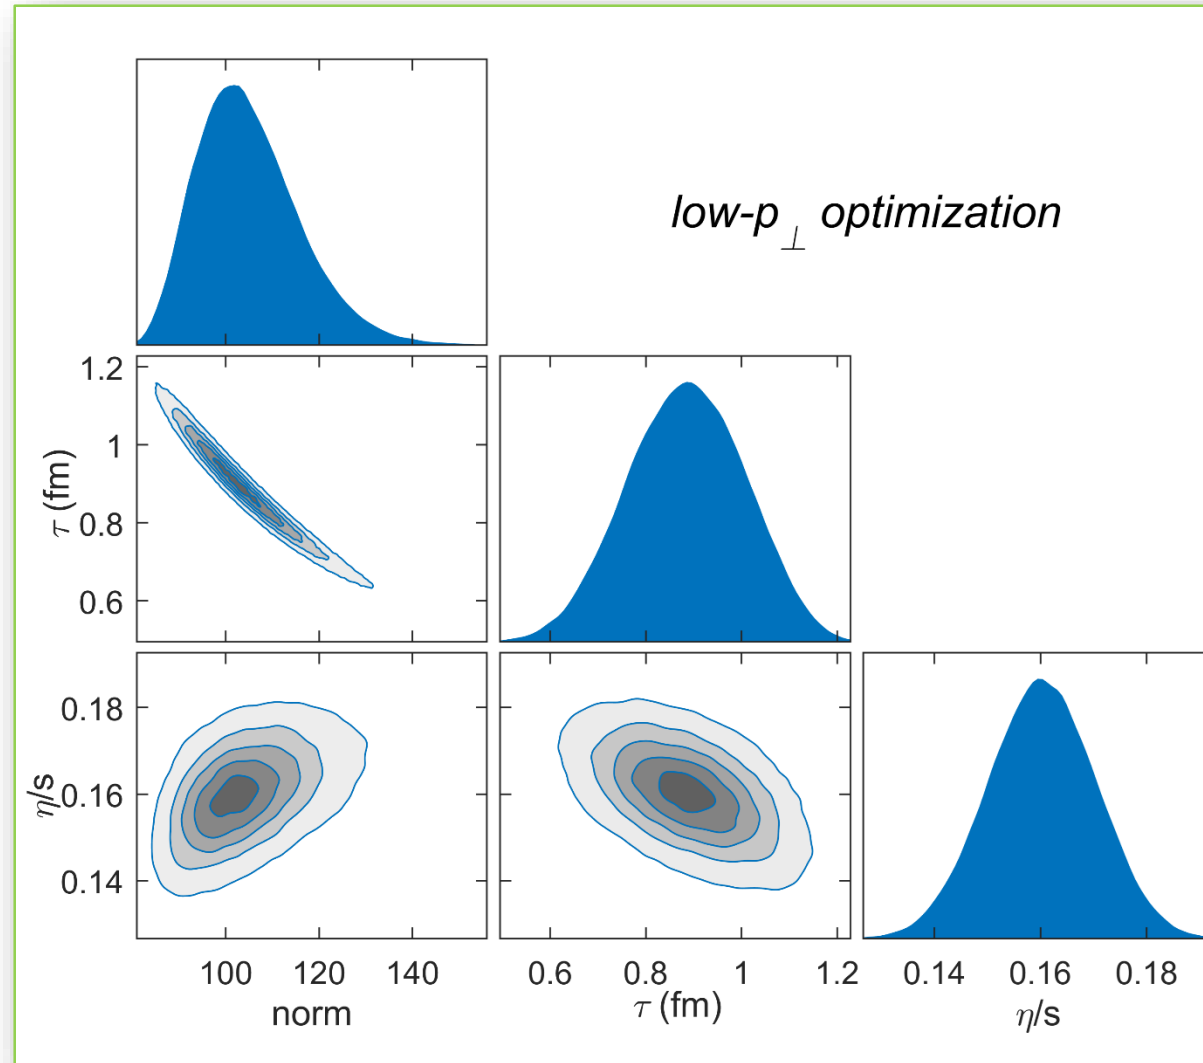 low-p⊥ optimization
1.2
1
0.8
0.6
τ (fm)
0.18
0.16
0.14
η/s
100 120 140
norm
0.6 0.8 1 1.2
τ (fm)
0.14 0.16 0.18
η/s